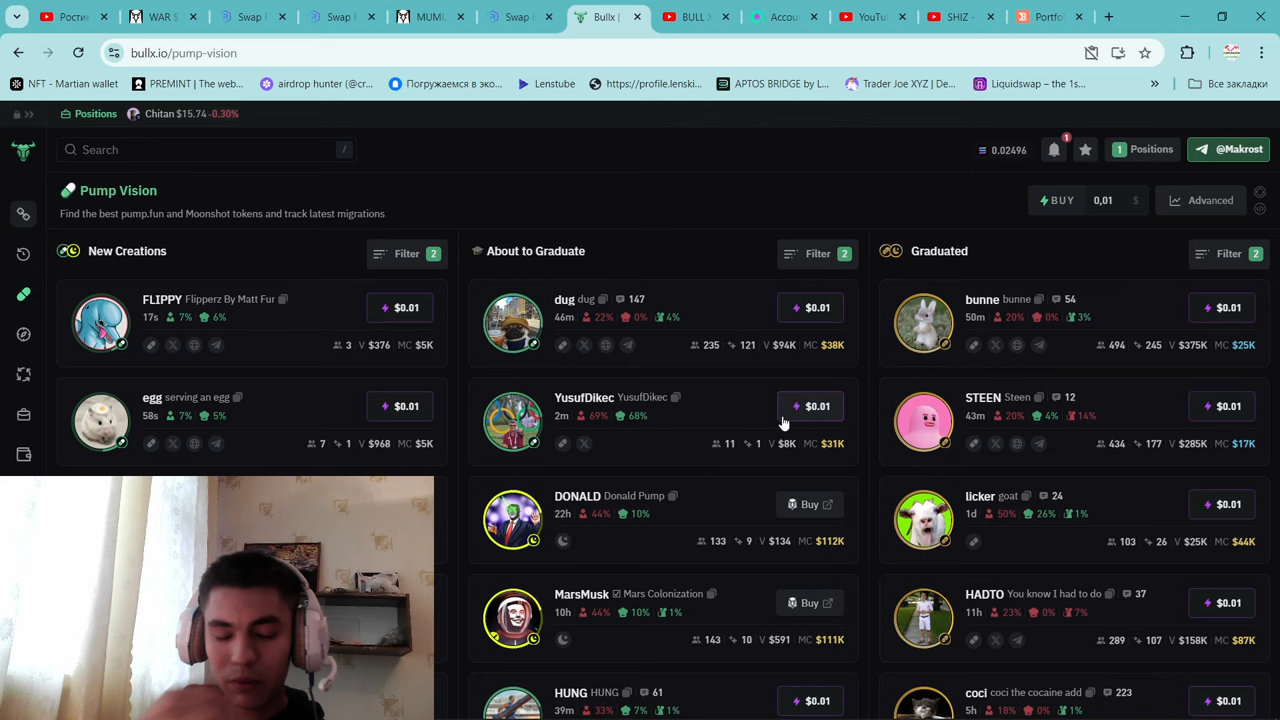 Ростик
WAR S
Swap F
Swap F
MUMU
Swap
Bullx |
BULL X
Accou
YouTu
SHIZ -
Portfo
bullx.io/pump-vision
NFT - Martian wallet
PREMINT | The web...
airdrop hunter (@cr...
Погружаемся в эко...
Lenstube
https://profile.lenski...
APTOS BRIDGE by L...
Trader Joe XYZ | De...
Liquidswap – the 1s...
Все закладки
Positions Chitan $15.74 -0.30%
Search /
0.02496
1
1 Positions
@Makrost
Pump Vision
Find the best pump.fun and Moonshot tokens and track latest migrations
BUY 0,01 $
Advanced
New Creations
Filter 2
FLIPPY Flipperz By Matt Fur
17s 7% 6%
$0.01
3 V $376 MC $5K
egg serving an egg
58s 7% 5%
$0.01
7 1 V $968 MC $5K
About to Graduate
Filter 2
dug dug 147
46m 22% 0% 4%
$0.01
235 121 V $94K MC $38K
YusufDikec YusufDikec
2m 69% 68%
$0.01
11 1 V $8K MC $31K
DONALD Donald Pump
22h 44% 10%
Buy
133 9 V $134 MC $112K
MarsMusk Mars Colonization
10h 44% 10% 1%
Buy
143 10 V $591 MC $111K
HUNG HUNG 61
39m 33% 7% 1%
$0.01
Graduated
Filter 2
bunne bunne 54
50m 20% 0% 3%
$0.01
494 245 V $375K MC $25K
STEEN Steen 12
43m 20% 4% 14%
$0.01
434 177 V $285K MC $17K
licker goat 24
1d 50% 26% 1%
$0.01
103 26 V $25K MC $44K
HADTO You know I had to do 37
11h 23% 0% 7%
$0.01
289 107 V $158K MC $87K
coci coci the cocaine add 223
5h 18% 0% 1%
$0.01